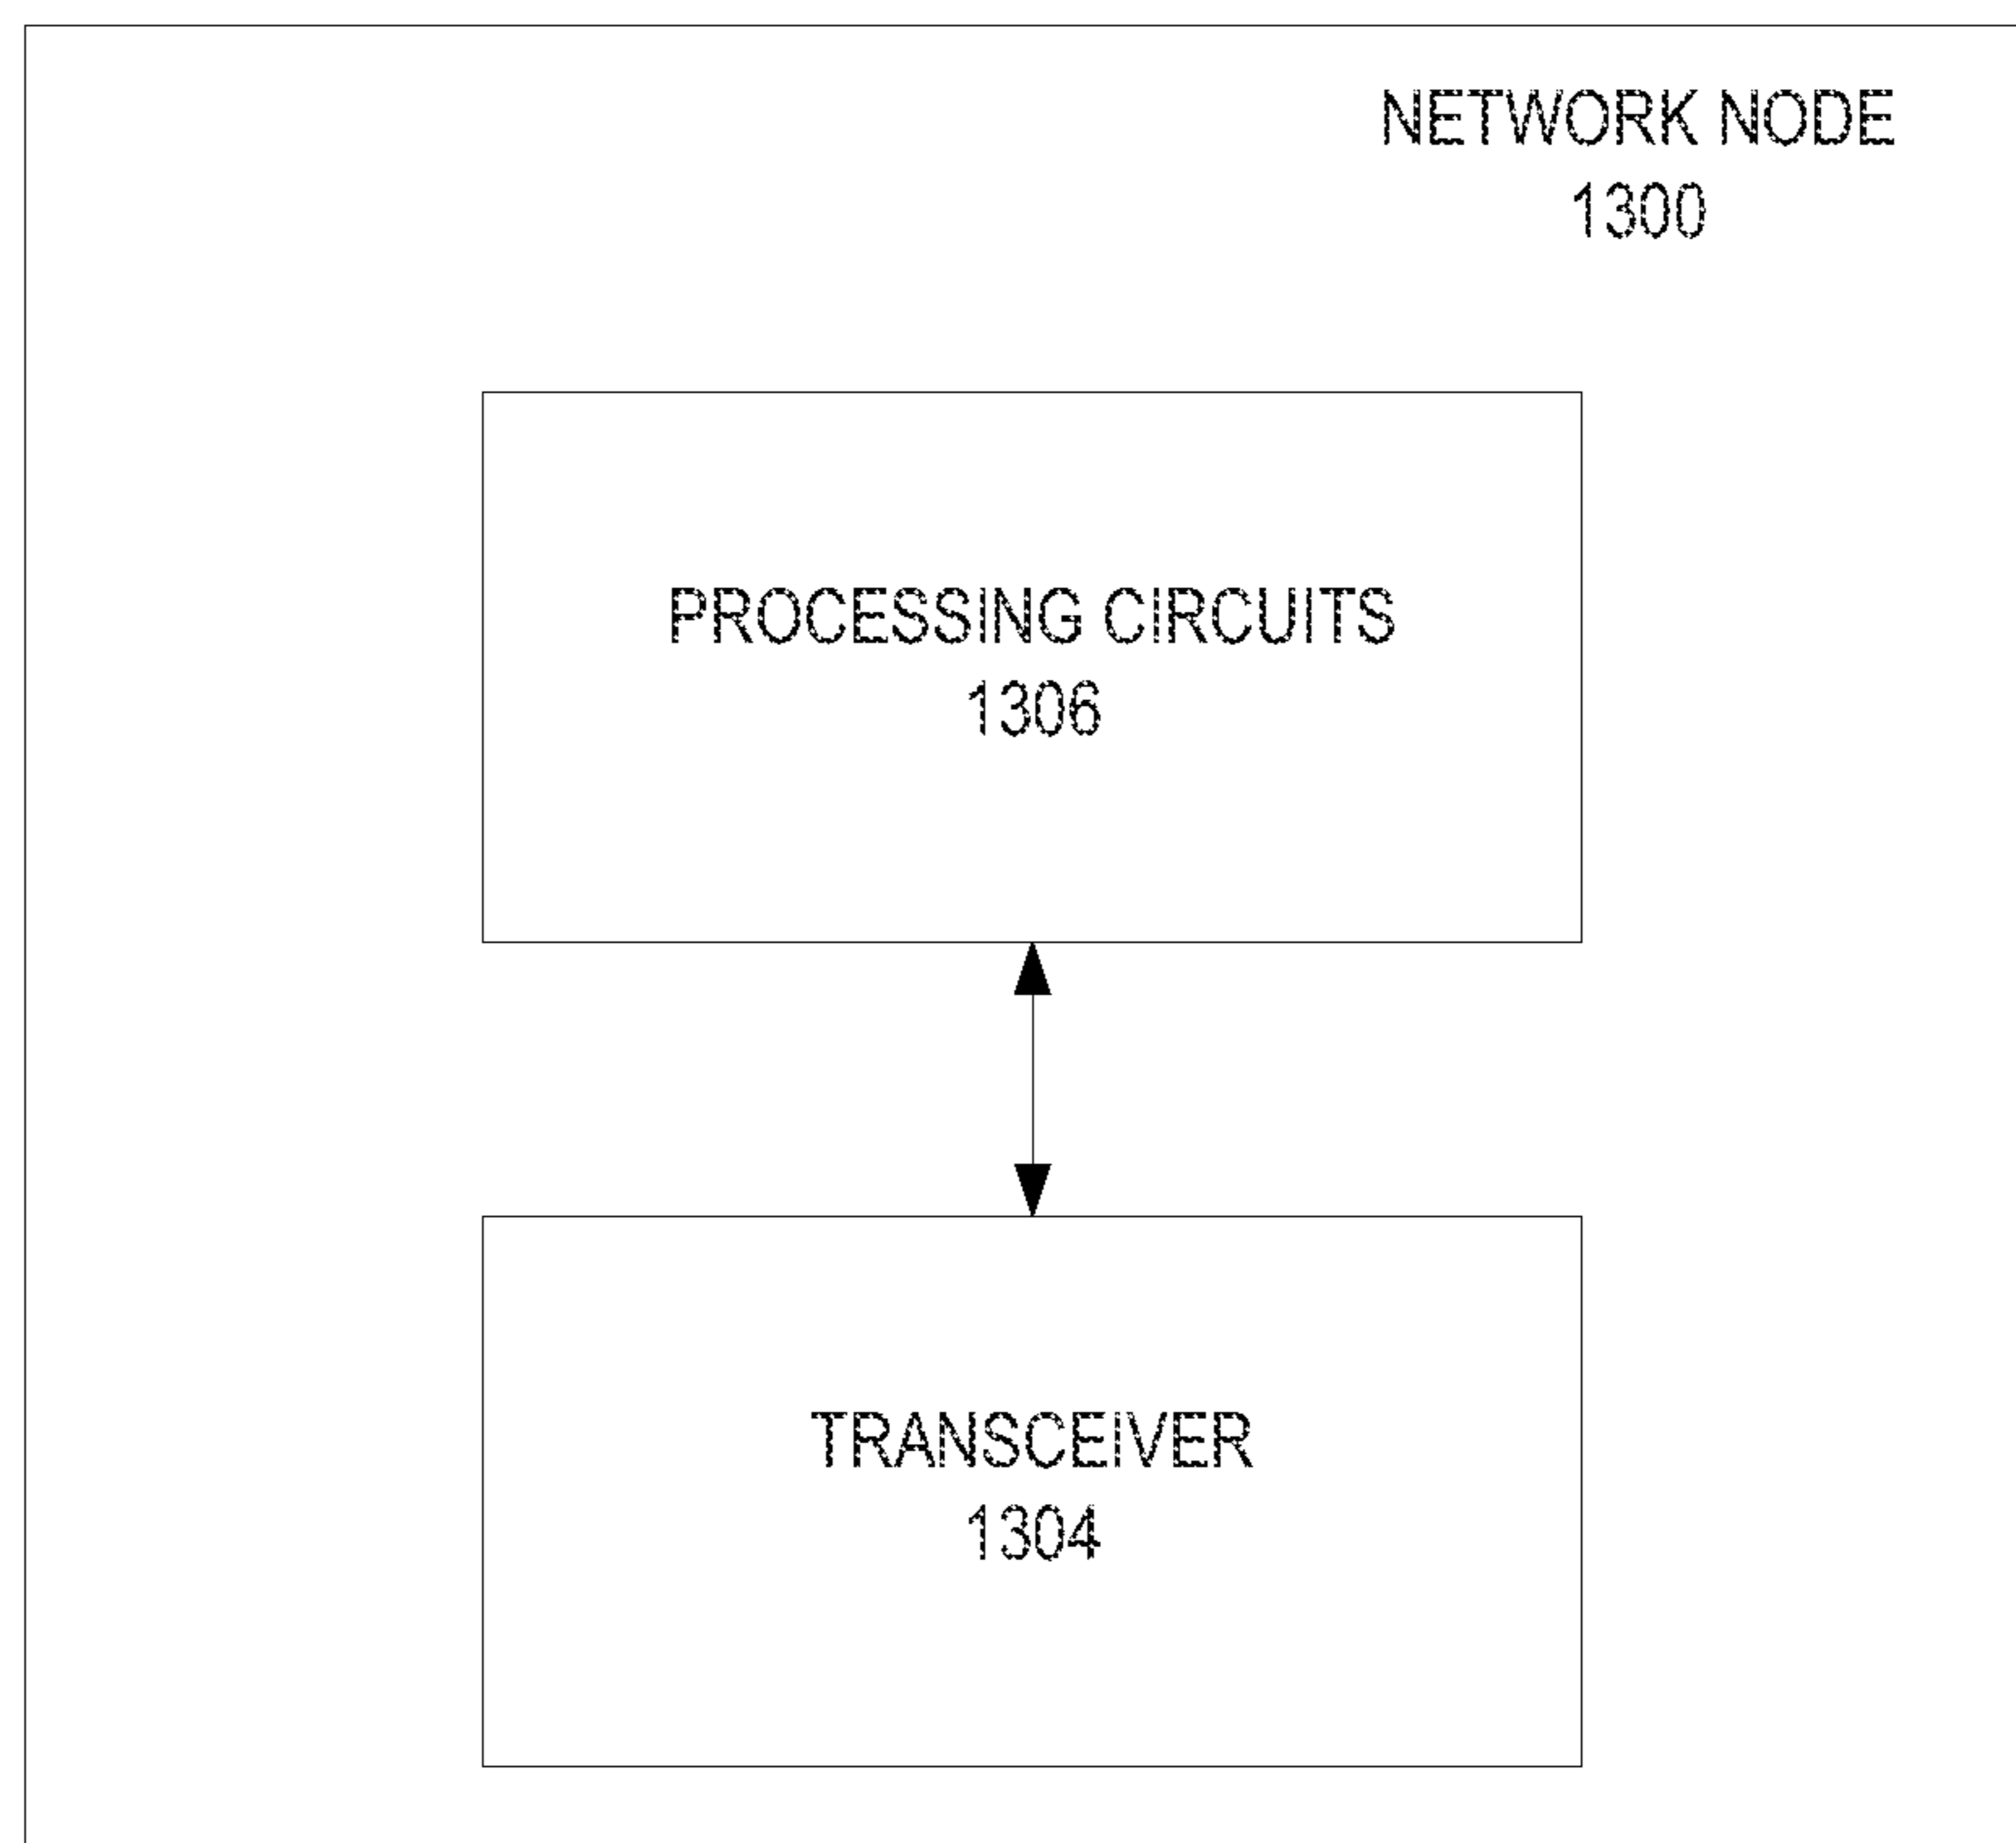 NETWORK NODE
1300
PROCESSING CIRCUITS
1306
TRANSCEIVER
1304